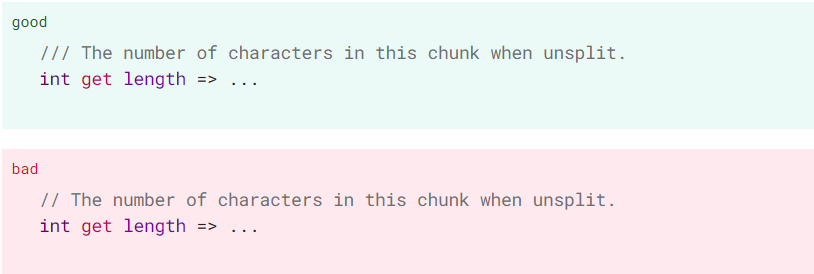 good
/// The number of characters in this chunk when unsplit.
int get length => ...
bad
// The number of characters in this chunk when unsplit.
int get length => ...